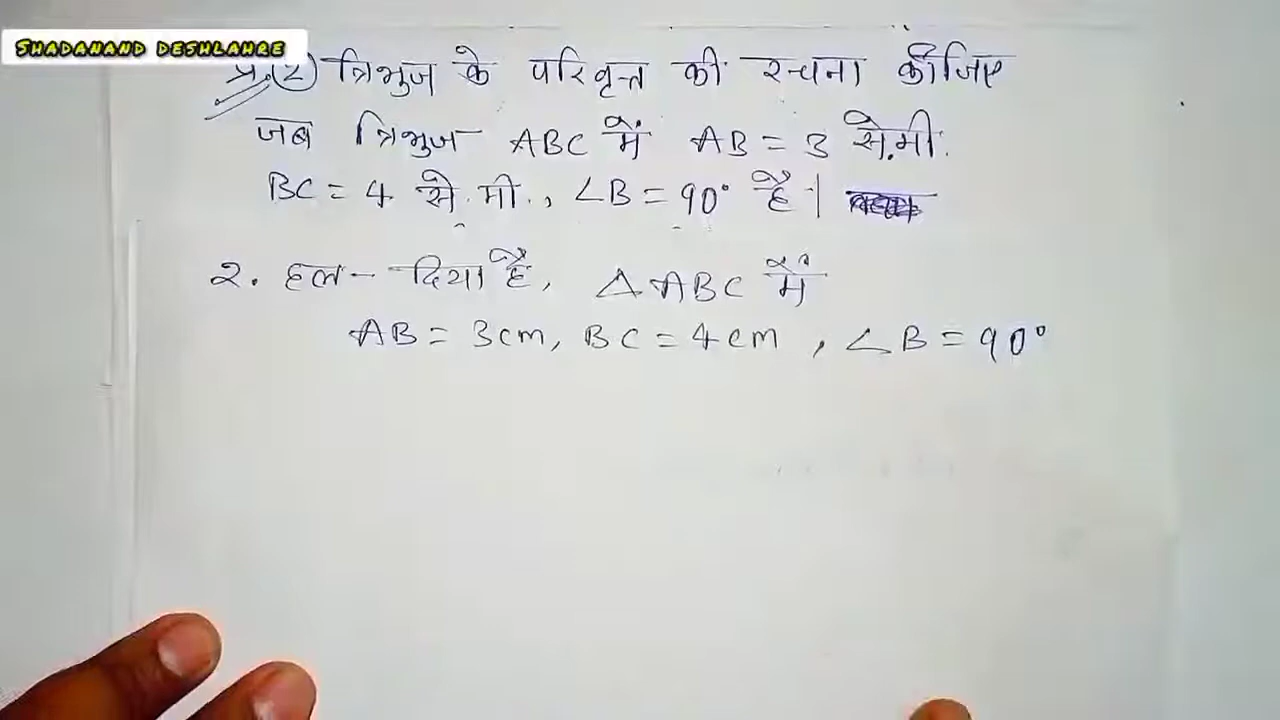 SHADANAND DESHLAHRE
प्र.(2) त्रिभुज के परिवृत्त की रचना कीजिए
जब त्रिभुज ABC में AB = 3 से.मी.
BC = 4 से.मी., ∠B = 90° है।
2. हल- दिया है, △ABC में
AB = 3cm, BC = 4cm, ∠B = 90°